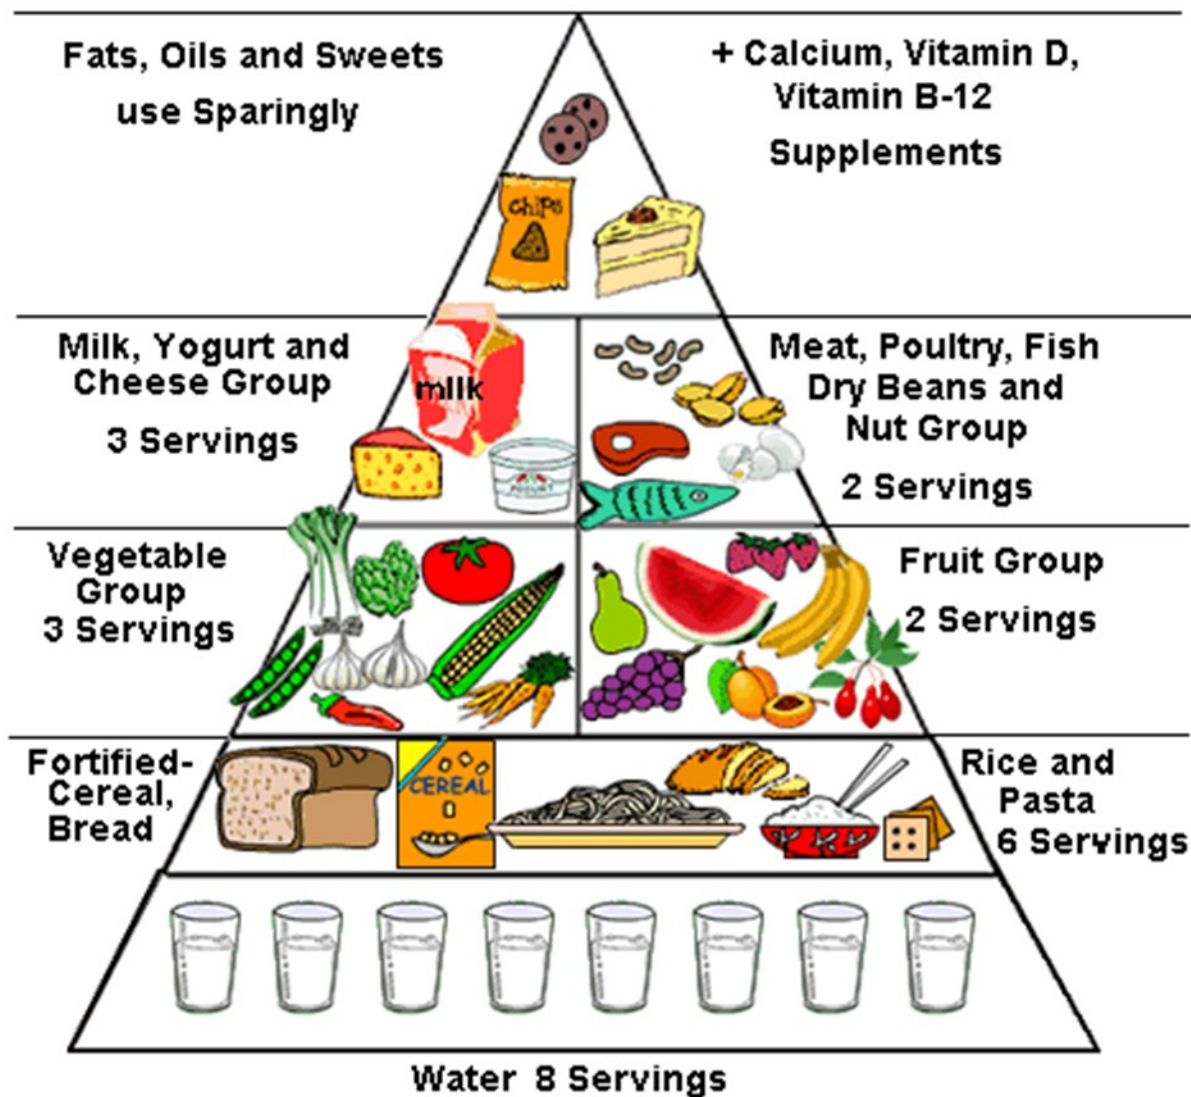 Fats, Oils and Sweets
use Sparingly
+ Calcium, Vitamin D,
Vitamin B-12
Supplements
chips
Milk, Yogurt and
Cheese Group
3 Servings
milk
YOGURT
Meat, Poultry, Fish
Dry Beans and
Nut Group
2 Servings
Vegetable
Group
3 Servings
Fruit Group
2 Servings
Fortified-
Cereal,
Bread
CEREAL
Rice and
Pasta
6 Servings
Water 8 Servings